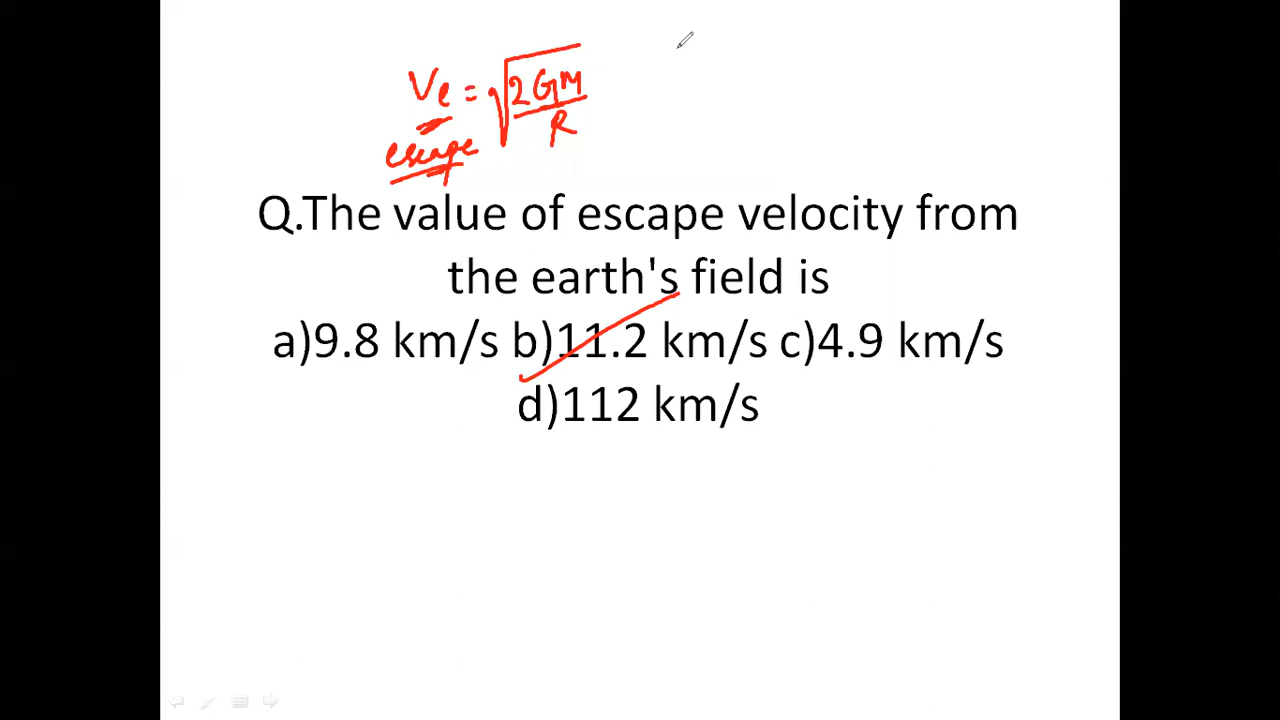 Ve = √2GM/R
escape
Q.The value of escape velocity from
the earth's field is
a)9.8 km/s b)11.2 km/s c)4.9 km/s
d)112 km/s